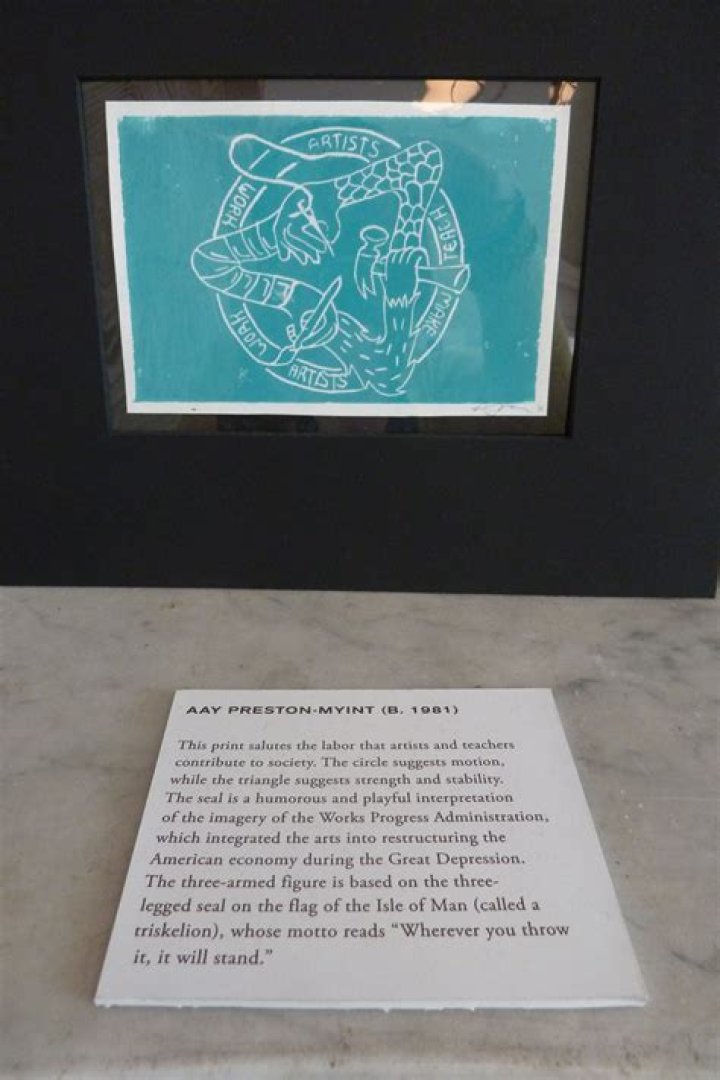 ARTISTS
TEACH
MAKE
ARTISTS
WORK
WORK
AAY PRESTON-MYINT (B. 1981)
This print salutes the labor that artists and teachers
contribute to society. The circle suggests motion,
while the triangle suggests strength and stability.
The seal is a humorous and playful interpretation
of the imagery of the Works Progress Administration,
which integrated the arts into restructuring the
American economy during the Great Depression.
The three-armed figure is based on the three-
legged seal on the flag of the Isle of Man (called a
triskelion), whose motto reads “Wherever you throw
it, it will stand.”